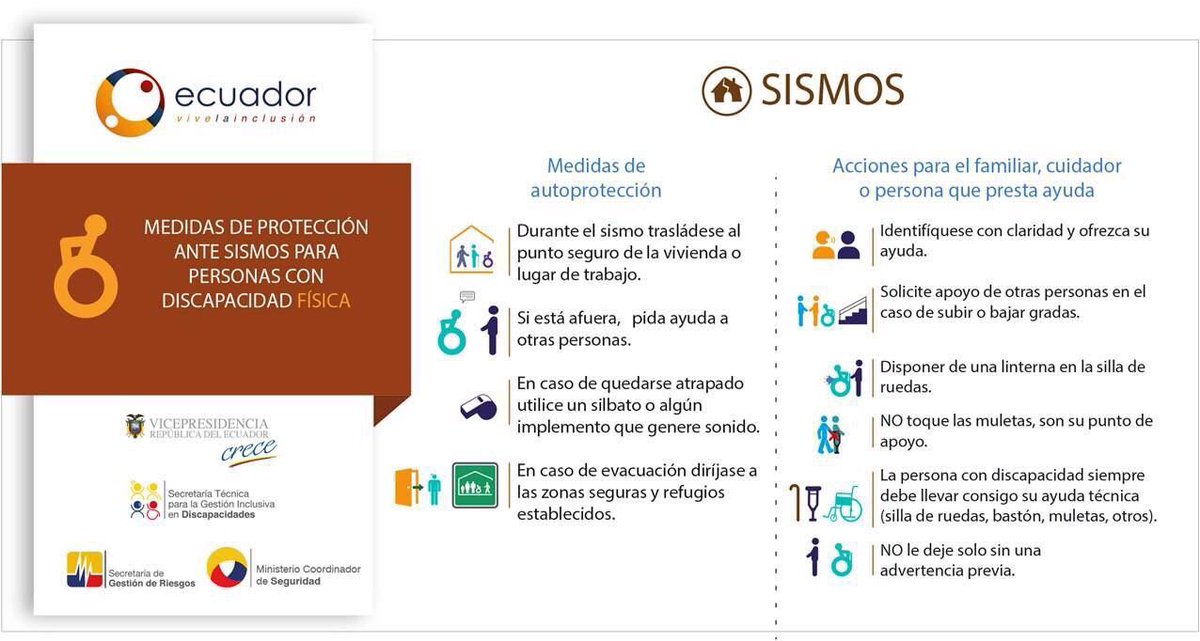 ecuador
vivelainclusión
MEDIDAS DE PROTECCIÓN
ANTE SISMOS PARA
PERSONAS CON
DISCAPACIDAD FÍSICA
VICEPRESIDENCIA
REPÚBLICA DEL ECUADOR
crece
Secretaría Técnica
para la Gestión Inclusiva
en Discapacidades
Secretaría de
Gestión de Riesgos
Ministerio Coordinador
de Seguridad
SISMOS
Medidas de
autoprotección
Durante el sismo trasládese al
punto seguro de la vivienda o
lugar de trabajo.
Si está afuera, pida ayuda a
otras personas.
En caso de quedarse atrapado
utilice un silbato o algún
implemento que genere sonido.
En caso de evacuación diríjase a
las zonas seguras y refugios
establecidos.
Acciones para el familiar, cuidador
o persona que presta ayuda
Identifíquese con claridad y ofrezca su
ayuda.
Solicite apoyo de otras personas en el
caso de subir o bajar gradas.
Disponer de una linterna en la silla de
ruedas.
NO toque las muletas, son su punto de
apoyo.
La persona con discapacidad siempre
debe llevar consigo su ayuda técnica
(silla de ruedas, bastón, muletas, otros).
NO le deje solo sin una
advertencia previa.